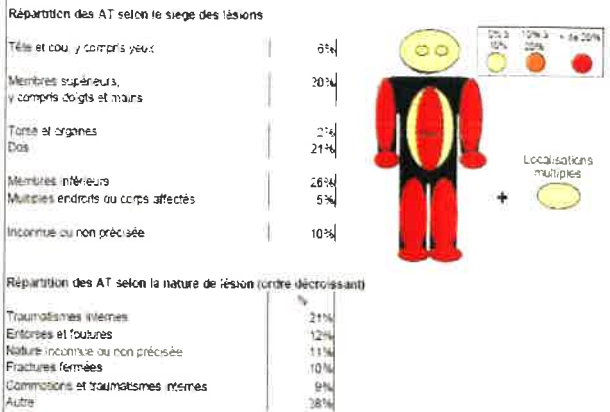 Répartition des AT selon le siege des lésions
Tête et cou, y compris yeux 6%
Membres supérieurs, 30%
y compris doigts et mains
Torse et organes 2%
Dos 21%
Membres inférieurs 26%
Multiples endroits du corps affectés 5%
Inconnue ou non précisée 10%
0% à 10% 10% à 20% + de 20%
Localisations
multiples
+
Répartition des AT selon la nature de lésion (ordre décroissant)
%
Traumatismes internes 21%
Entorses et foulures 12%
Nature inconnue ou non précisée 11%
Fractures fermées 10%
Commotions et traumatismes internes 9%
Autre 38%